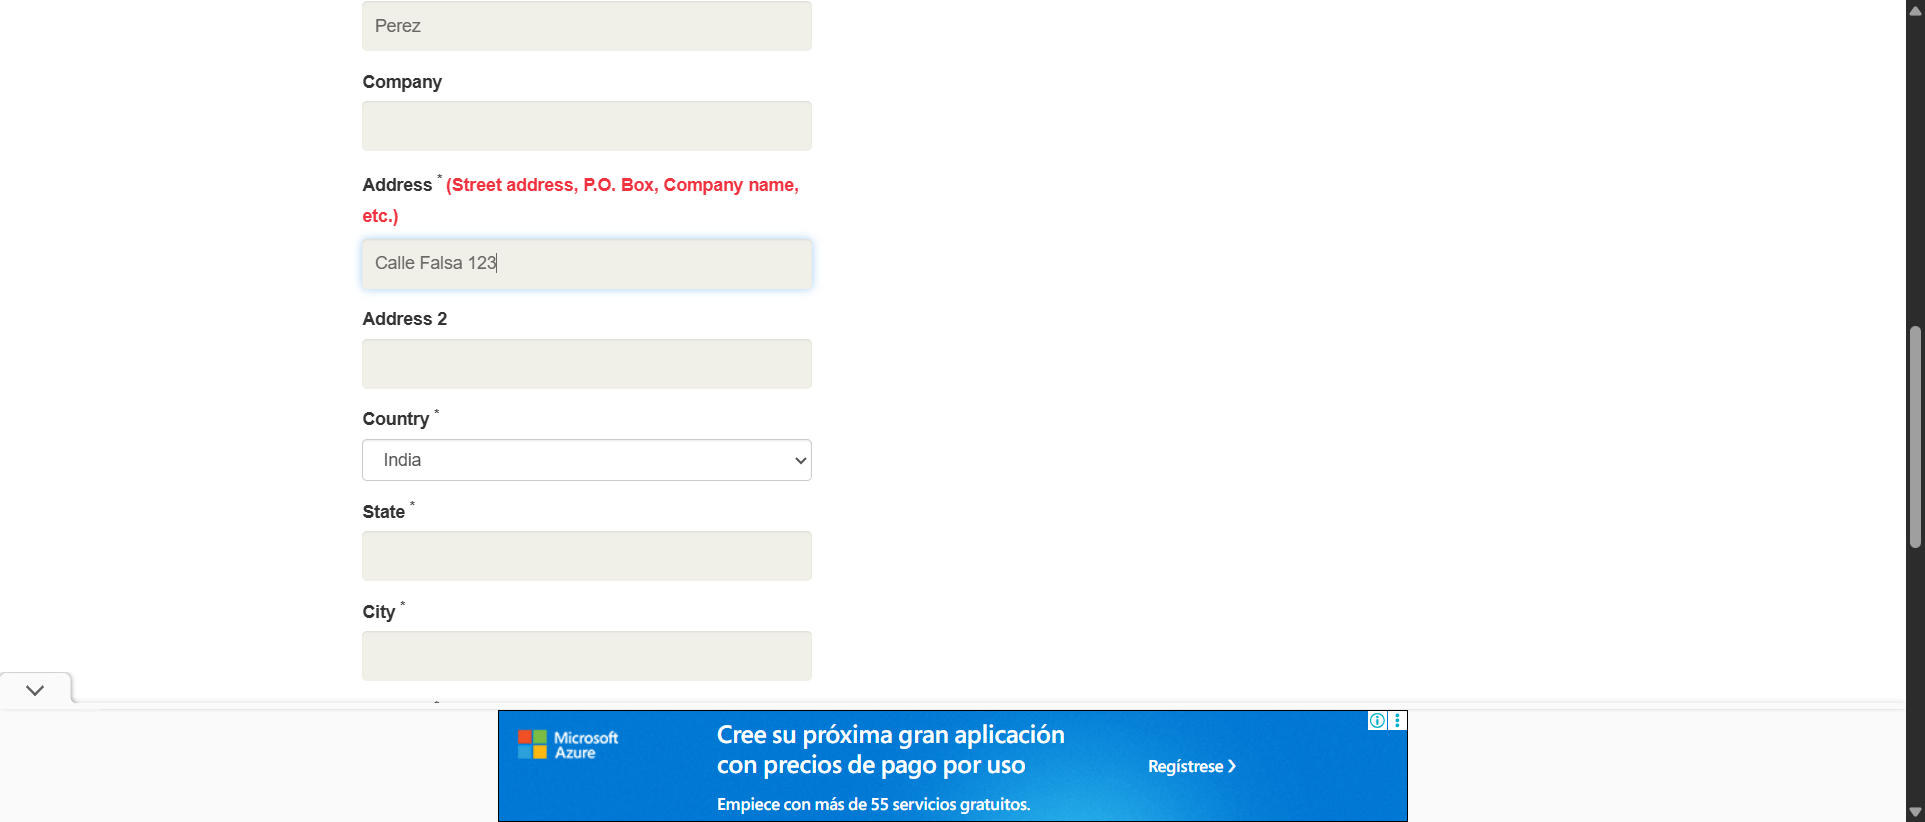 Perez
Company
Address * (Street address, P.O. Box, Company name,
etc.)
Calle Falsa 123
Address 2
Country *
India
State *
City *
*
Microsoft
Azure
Cree su próxima gran aplicación
con precios de pago por uso
Empiece con más de 55 servicios gratuitos.
Regístrese